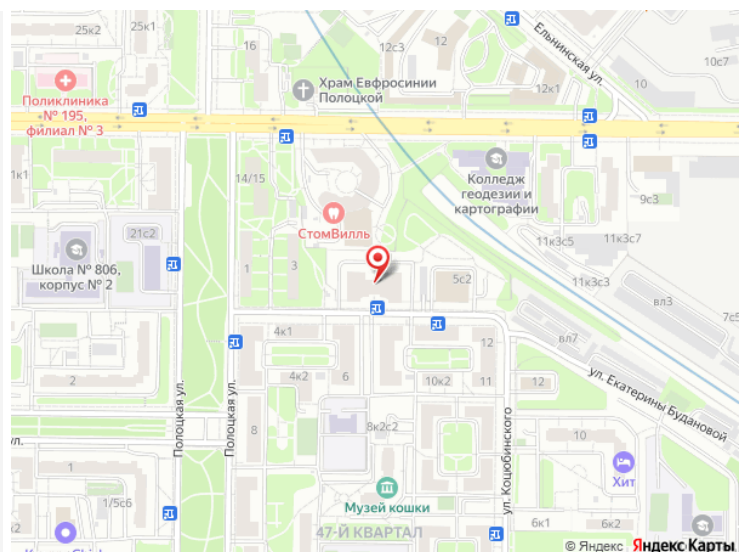 25к2
25к1
16
12с3
12
Ельнинская ул.
10
10с7
Храм Евфросинии
Полоцкой
Поликлиника
№ 195,
филиал № 3
12к1
14/15
Колледж
геодезии и
картографии
1к1
9с3
СтомВилль
21с2
Школа № 806,
корпус № 2
11к3с5
11к3с7
1
3
5с2
11к3с3
вл3
7с5
4к1
12
вл7
ул. Екатерины Будановой
2
4к2
6
10к2
11
12
Полоцкая ул.
Полоцкая ул.
ул. Коцюбинского
8
8к2с2
10
ул.
1
Хит
1/5с6
Музей кошки
47-Й КВАРТАЛ
6к1
6к2
© Яндекс Яндекс Карты